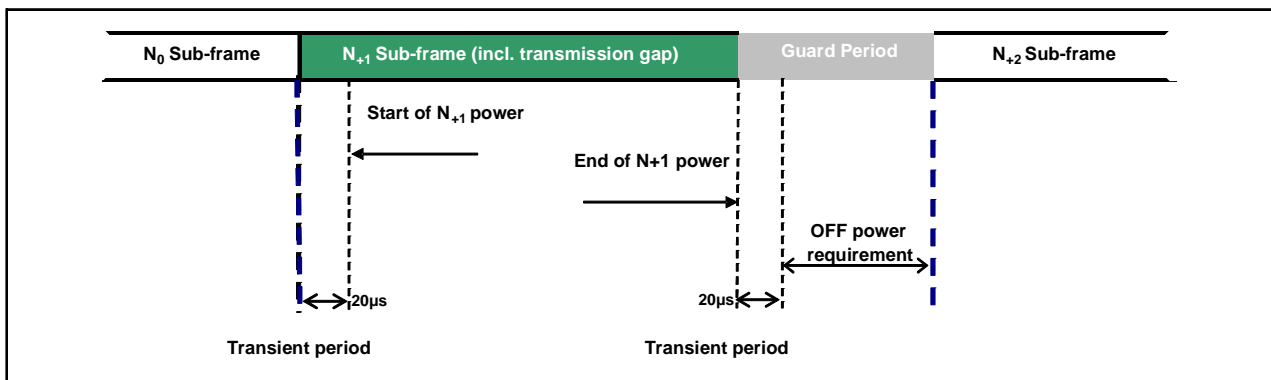 N₀ Sub-frame
N₊₁ Sub-frame (incl. transmission gap)
Guard Period
N₊₂ Sub-frame
Start of N₊₁ power
End of N+1 power
OFF power
requirement
20µs
20µs
Transient period
Transient period